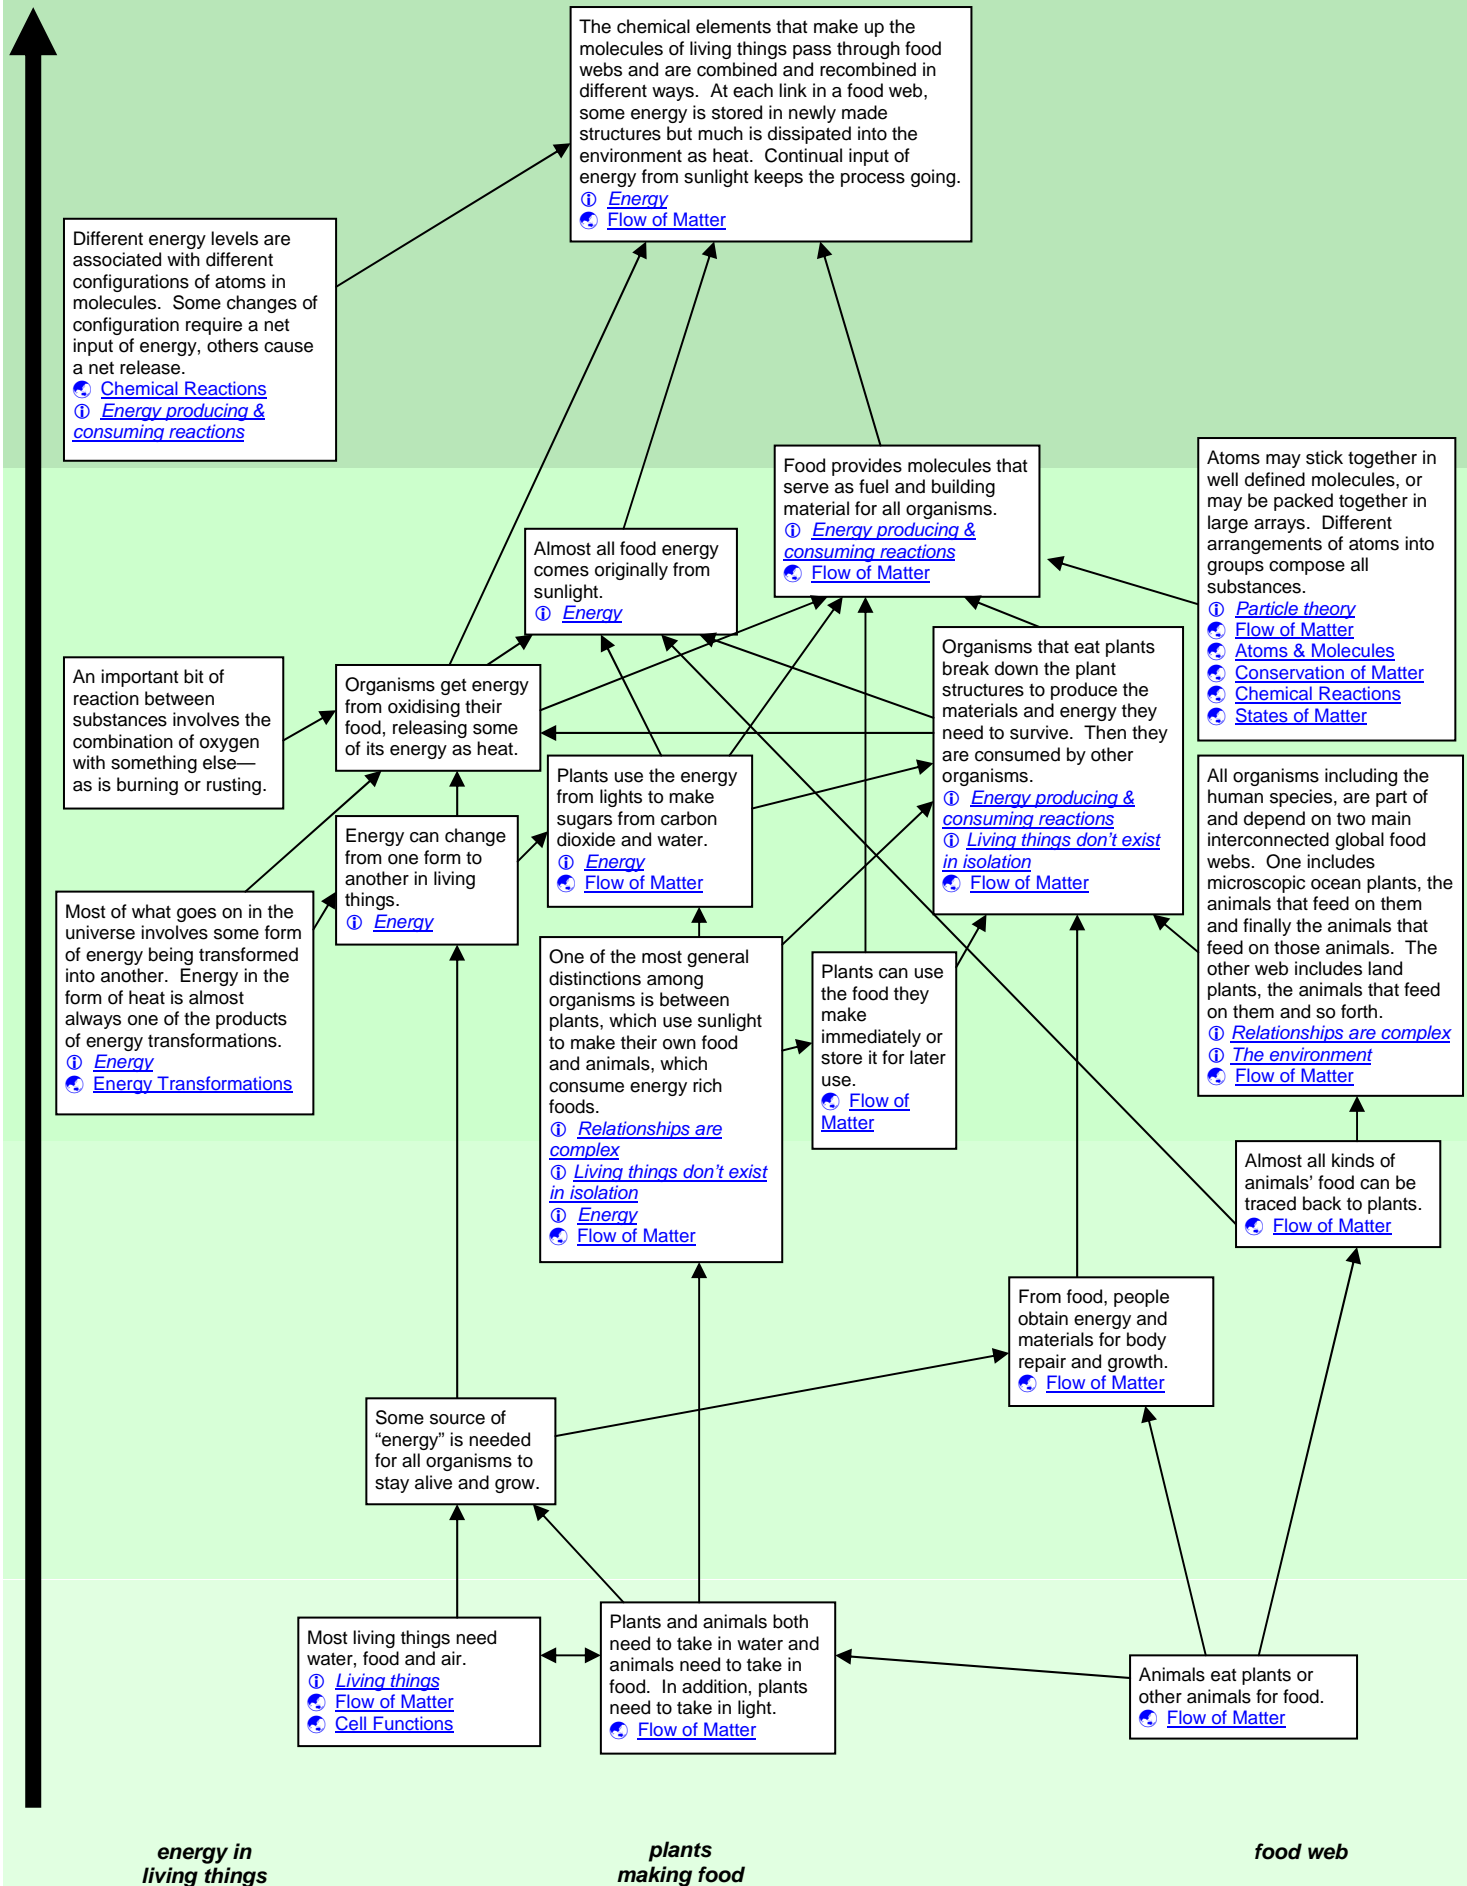 The chemical elements that make up the
molecules of living things pass through food
webs and are combined and recombined in
different ways.  At each link in a food web,
some energy is stored in newly made
structures but much is dissipated into the
environment as heat.  Continual input of
energy from sunlight keeps the process going.
Energy
Flow of Matter
Different energy levels are
associated with different
configurations of atoms in
molecules.  Some changes of
configuration require a net
input of energy, others cause
a net release.
Chemical Reactions
Energy producing &
consuming reactions
Food provides molecules that
serve as fuel and building
material for all organisms.
Energy producing &
consuming reactions
Flow of Matter
Atoms may stick together in
well defined molecules, or
may be packed together in
large arrays.  Different
arrangements of atoms into
groups compose all
substances.
Particle theory
Flow of Matter
Atoms & Molecules
Conservation of Matter
Chemical Reactions
States of Matter
Almost all food energy
comes originally from
sunlight.
Energy
An important bit of
reaction between
substances involves the
combination of oxygen
with something else—
as is burning or rusting.
Organisms get energy
from oxidising their
food, releasing some
of its energy as heat.
Organisms that eat plants
break down the plant
structures to produce the
materials and energy they
need to survive.  Then they
are consumed by other
organisms.
Energy producing &
consuming reactions
Living things don't exist
in isolation
Flow of Matter
Plants use the energy
from lights to make
sugars from carbon
dioxide and water.
Energy
Flow of Matter
All organisms including the
human species, are part of
and depend on two main
interconnected global food
webs.  One includes
microscopic ocean plants, the
animals that feed on them
and finally the animals that
feed on those animals.  The
other web includes land
plants, the animals that feed
on them and so forth.
Relationships are complex
The environment
Flow of Matter
Energy can change
from one form to
another in living
things.
Energy
Most of what goes on in the
universe involves some form
of energy being transformed
into another.  Energy in the
form of heat is almost
always one of the products
of energy transformations.
Energy
Energy Transformations
One of the most general
distinctions among
organisms is between
plants, which use sunlight
to make their own food
and animals, which
consume energy rich
foods.
Relationships are
complex
Living things don't exist
in isolation
Energy
Flow of Matter
Plants can use
the food they
make
immediately or
store it for later
use.
Flow of
Matter
Almost all kinds of
animals' food can be
traced back to plants.
Flow of Matter
From food, people
obtain energy and
materials for body
repair and growth.
Flow of Matter
Some source of
“energy” is needed
for all organisms to
stay alive and grow.
Most living things need
water, food and air.
Living things
Flow of Matter
Cell Functions
Plants and animals both
need to take in water and
animals need to take in
food.  In addition, plants
need to take in light.
Flow of Matter
Animals eat plants or
other animals for food.
Flow of Matter
energy in
living things
plants
making food
food web